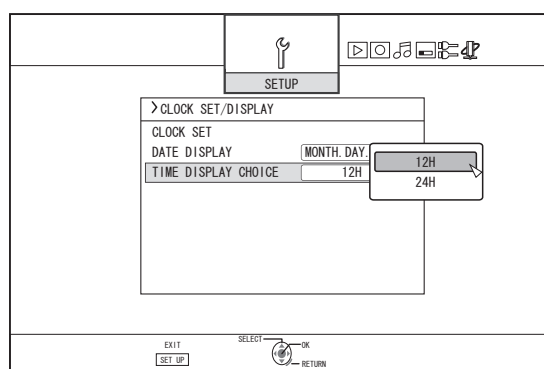 SETUP
>CLOCK SET/DISPLAY
CLOCK SET
DATE DISPLAY MONTH. DAY.
TIME DISPLAY CHOICE 12H
12H
24H
EXIT
SET UP
SELECT
OK
RETURN